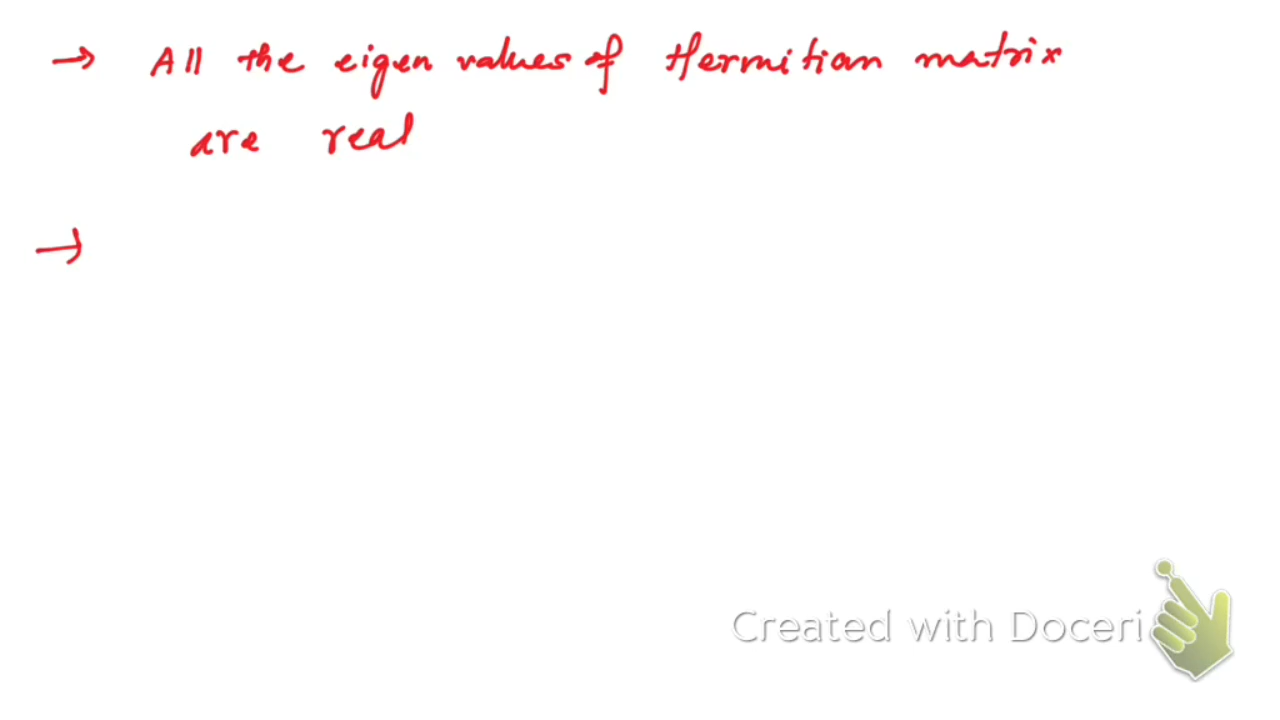 → All the eigen values of Hermitian matrix
are real
→
Created with Doceri